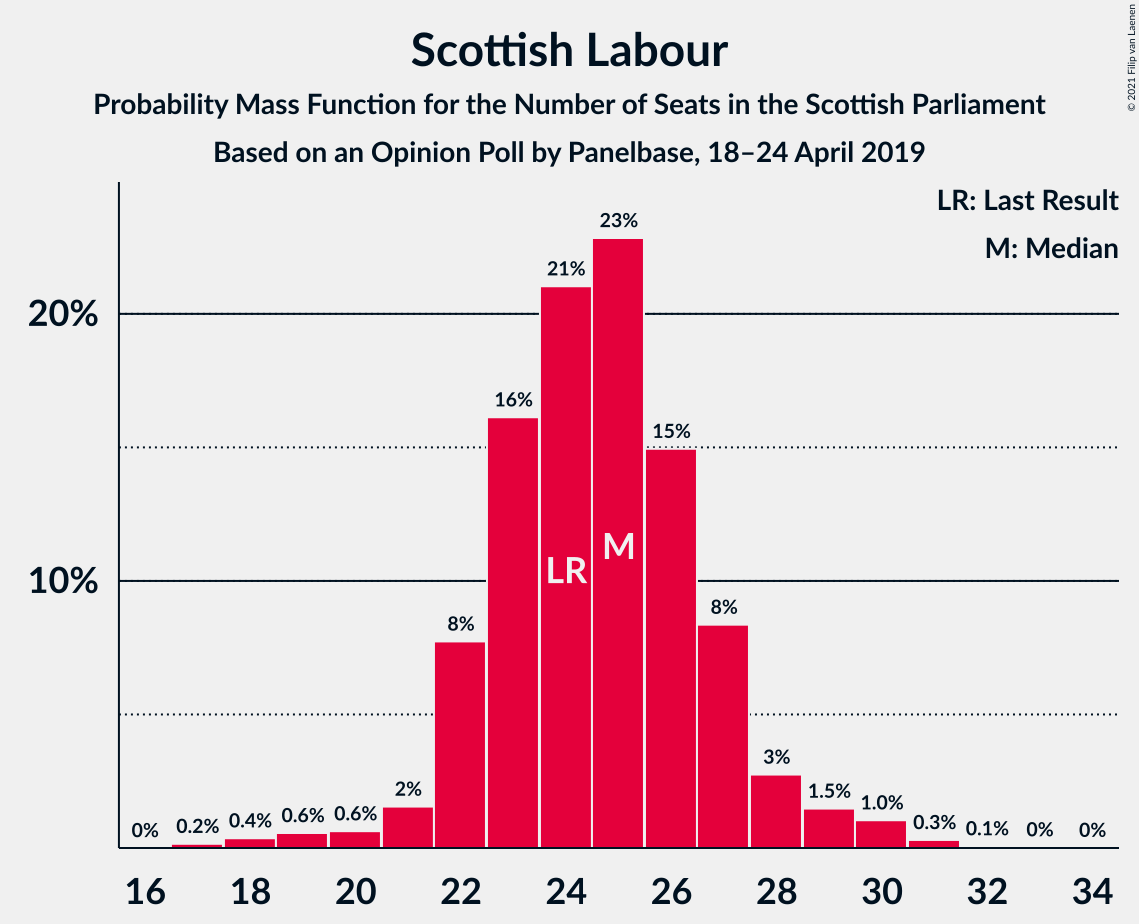 Scottish Labour
Probability Mass Function for the Number of Seats in the Scottish Parliament
Based on an Opinion Poll by Panelbase, 18–24 April 2019
© 2021 Filip van Laenen
LR: Last Result
M: Median
20%
10%
0%
0.2%
0.4%
0.6%
0.6%
2%
8%
16%
21%
23%
15%
8%
3%
1.5%
1.0%
0.3%
0.1%
0%
0%
LR
M
16 18 20 22 24 26 28 30 32 34